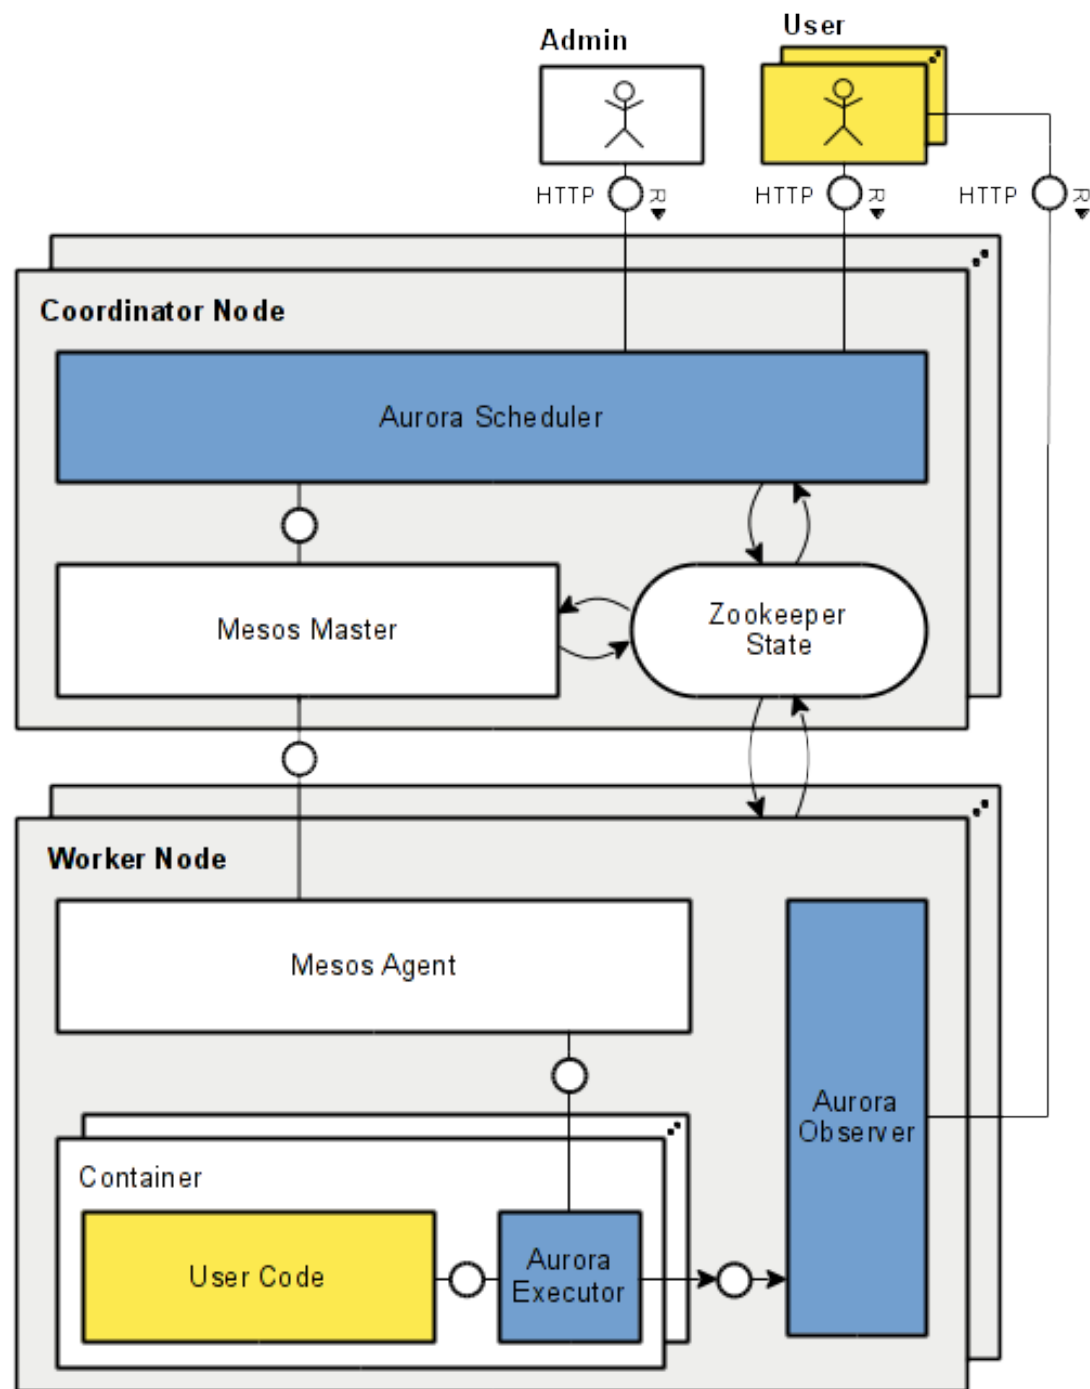 Admin
User
HTTP R
HTTP R
HTTP R
Coordinator Node
Aurora Scheduler
Mesos Master
Zookeeper
State
Worker Node
Mesos Agent
Aurora
Observer
Container
User Code
Aurora
Executor